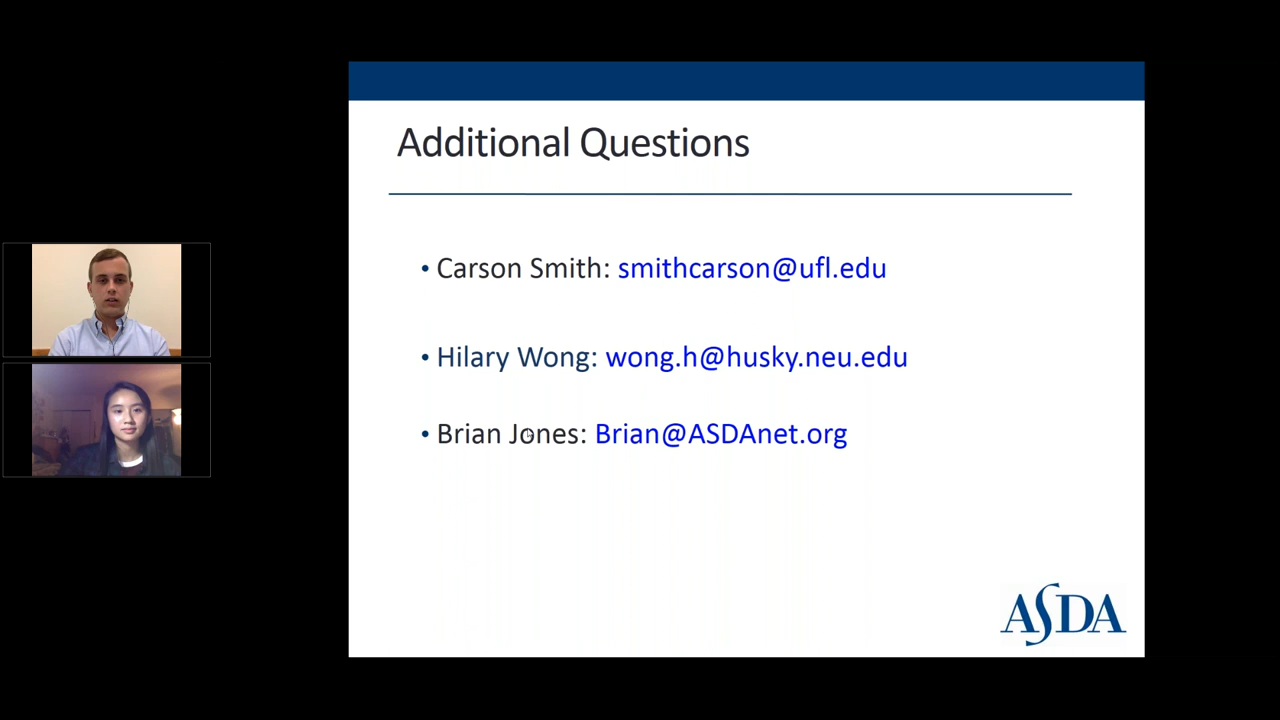 Additional Questions
• Carson Smith: smithcarson@ufl.edu
• Hilary Wong: wong.h@husky.neu.edu
• Brian Jones: Brian@ASDAnet.org
ASDA